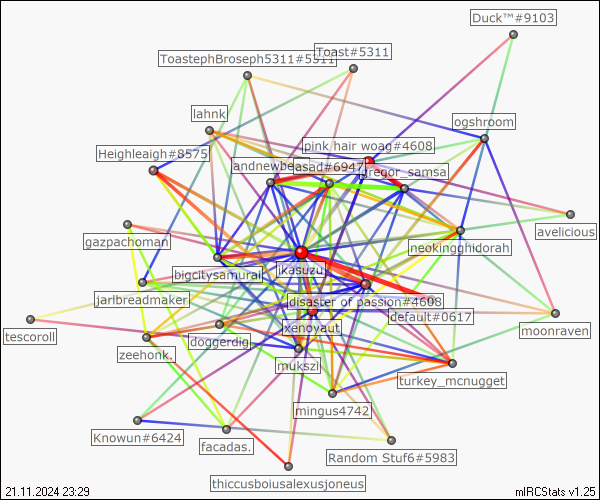 Duck™#9103
Toast#5311
ToastephBroseph5311#5311
lahnk
ogshroom
pink hair woag#4608
Heighleaigh#8575
andnewbeasad#6947
gregor_samsa
avelicious
gazpachoman
neokingghidorah
bigcitysamurai
jkasuzu
jarlbreadmaker
disaster of passion#4698
default#0617
moonraven
tescoroll
xenoyaut
doggerdig
zeehonk.
mukszi
turkey_mcnugget
mingus4742
Knowun#6424
facadas.
Random Stuf6#5983
thiccusboiusalexusjoneus
21.11.2024 23:29
mIRCStats v1.25